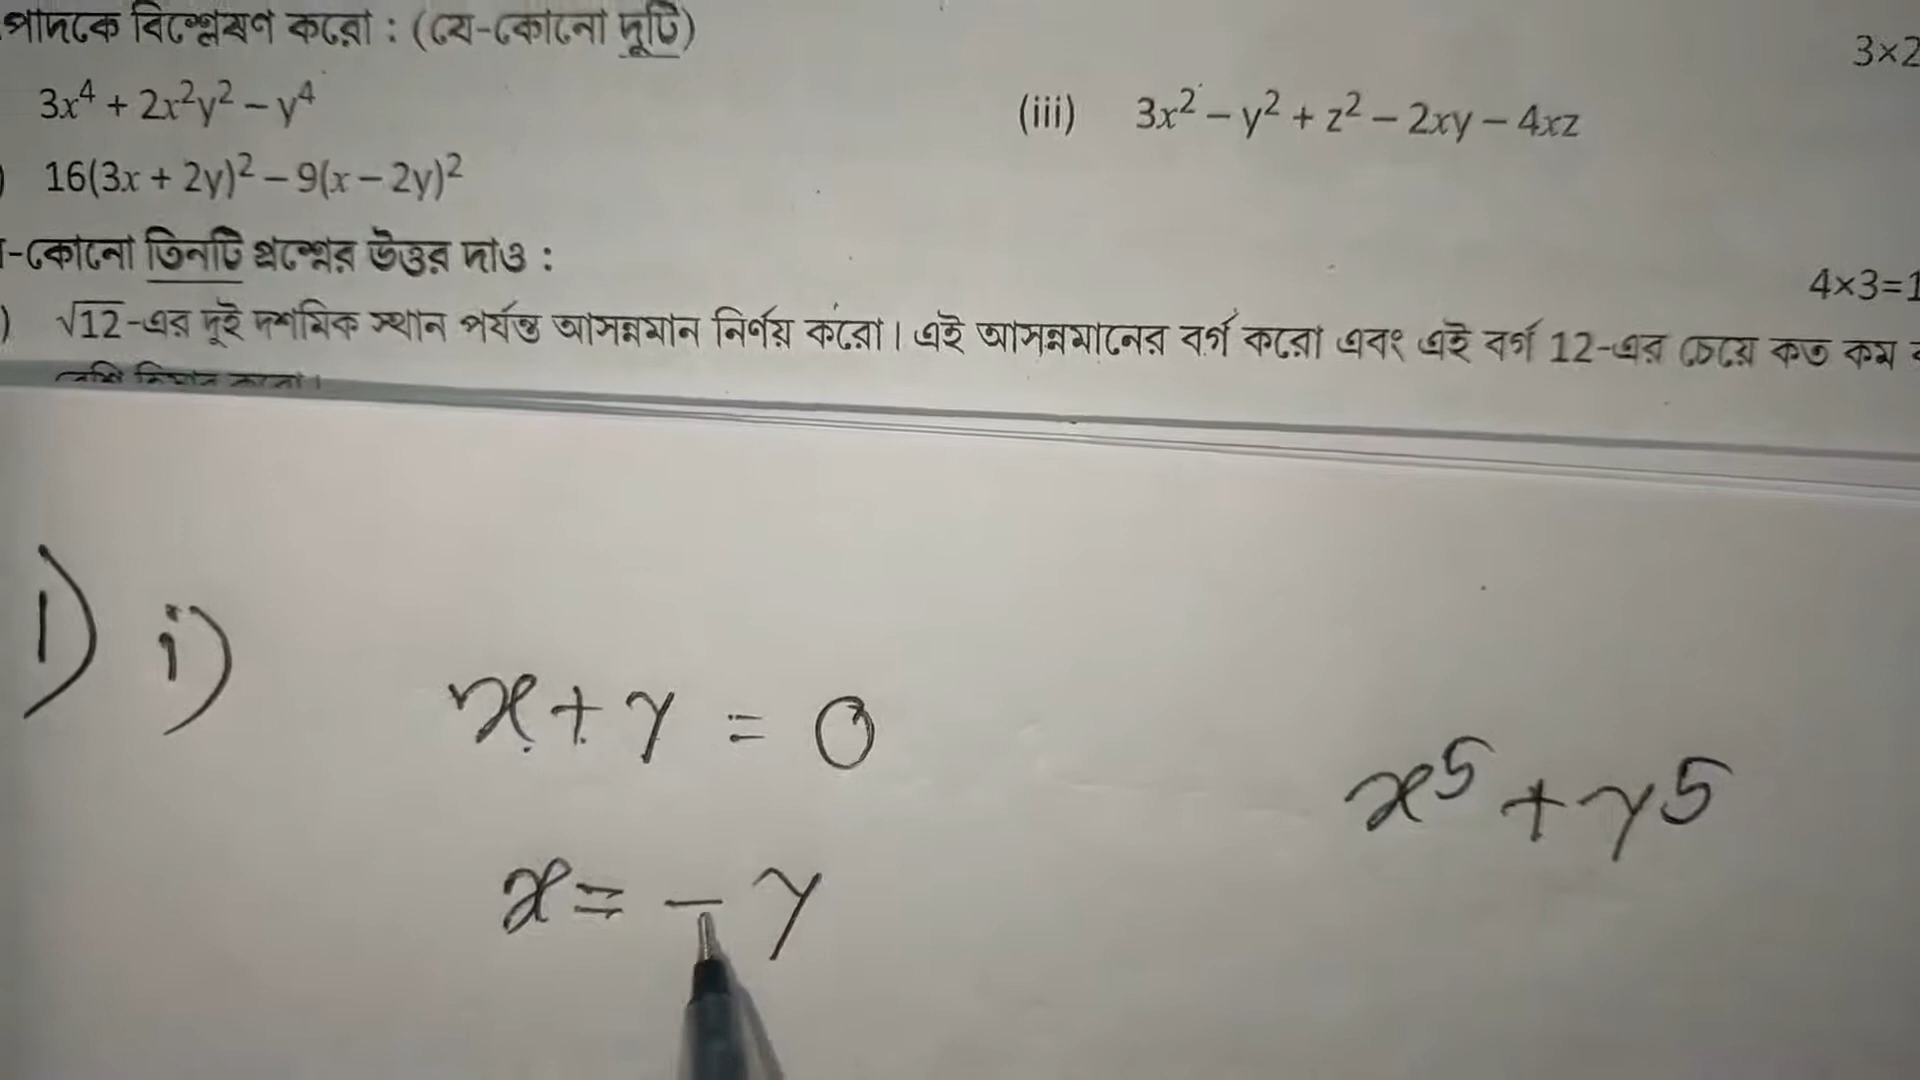 পাদকে বিশ্লেষণ করো : (যে-কোনো দুটি)
3×2
3x⁴ + 2x²y² – y⁴
(iii) 3x² – y² + z² – 2xy – 4xz
) 16(3x + 2y)² – 9(x – 2y)²
-কোনো তিনটি প্রশ্নের উত্তর দাও :
4×3=1
) √12-এর দুই দশমিক স্থান পর্যন্ত আসন্নমান নির্ণয় করো। এই আসন্নমানের বর্গ করো এবং এই বর্গ 12-এর চেয়ে কত কম
1) i)
x + y = 0
x⁵ + y⁵
x = – y